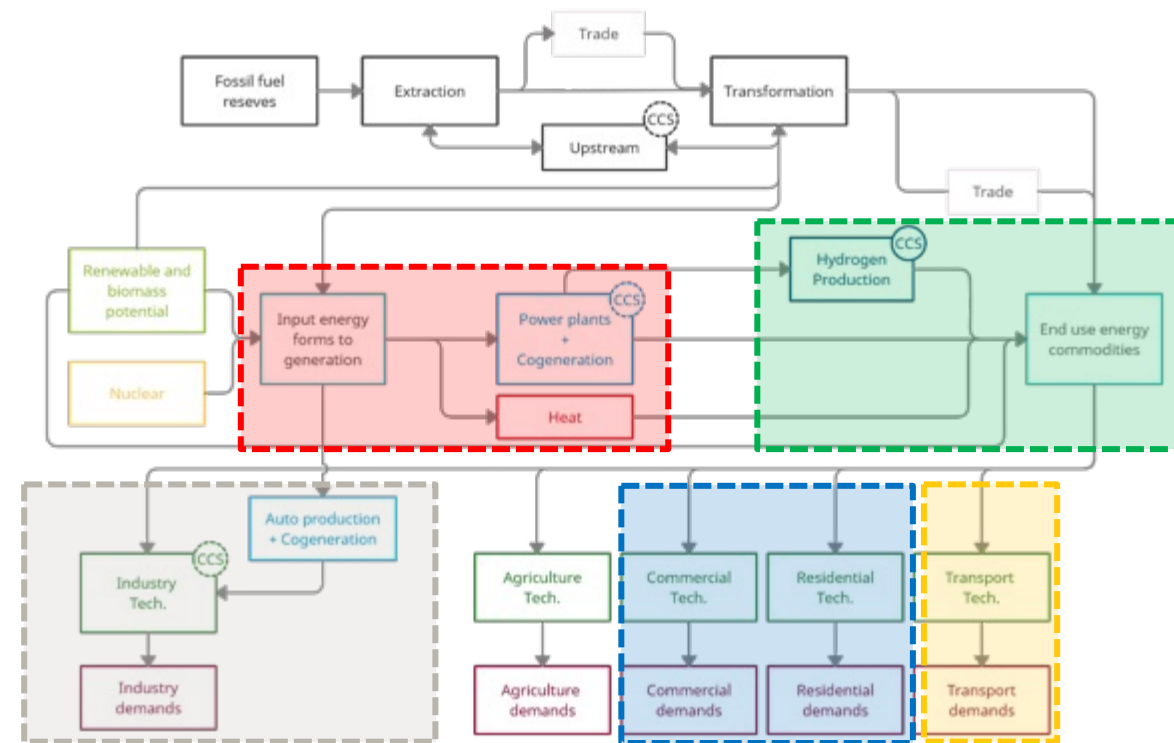 Trade
Fossil fuel
reseves
Extraction
Transformation
CCS
Upstream
Trade
Renewable and
biomass
potential
Nuclear
Input energy
forms to
generation
CCS
Power plants
+
Cogeneration
Heat
CCS
Hydrogen
Production
End use energy
commodities
Auto production
+ Cogeneration
CCS
Industry
Tech.
Agriculture
Tech.
Commercial
Tech.
Residential
Tech.
Transport
Tech.
Industry
demands
Agriculture
demands
Commercial
demands
Residential
demands
Transport
demands